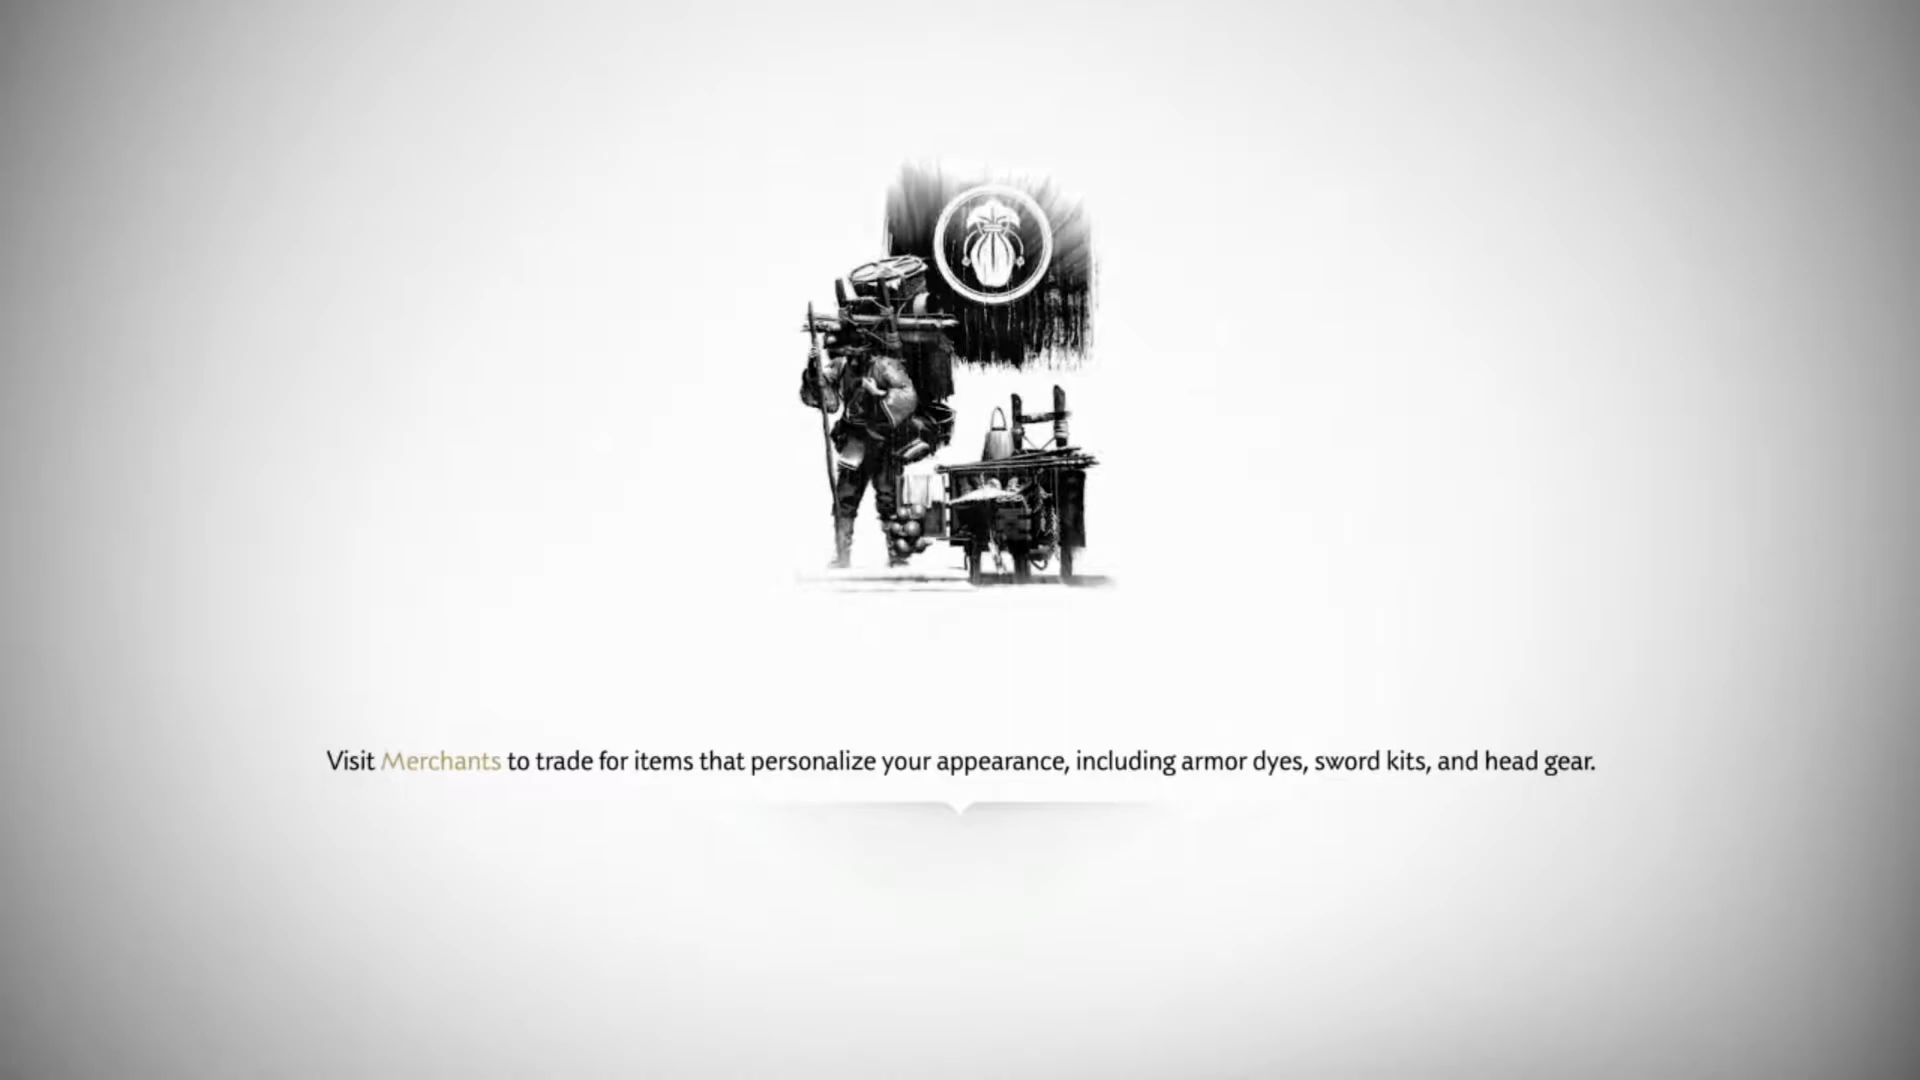 Visit Merchants to trade for items that personalize your appearance, including armor dyes, sword kits, and head gear.